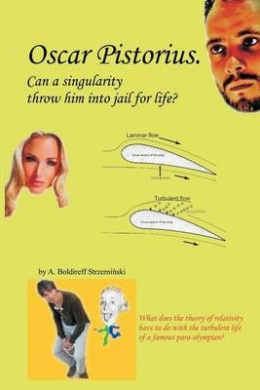 Oscar Pistorius.
Can a singularity
throw him into jail for life?
Laminar flow
Turbulent flow
by A. Boldireff Strzemiński
What does the theory of relativity
have to do with the turbulent life
of a famous para-olympian?